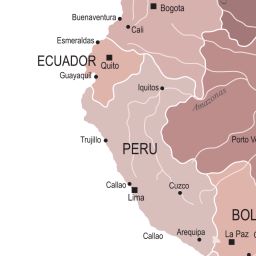 Bogota
Buenaventura
Cali
Esmeraldas
ECUADOR
Quito
Guayaquil
Iquitos
Amazonas
Trujillo
PERU
Porto V
Callao
Lima
Cuzco
BOL
Arequipa
La Paz
Callao